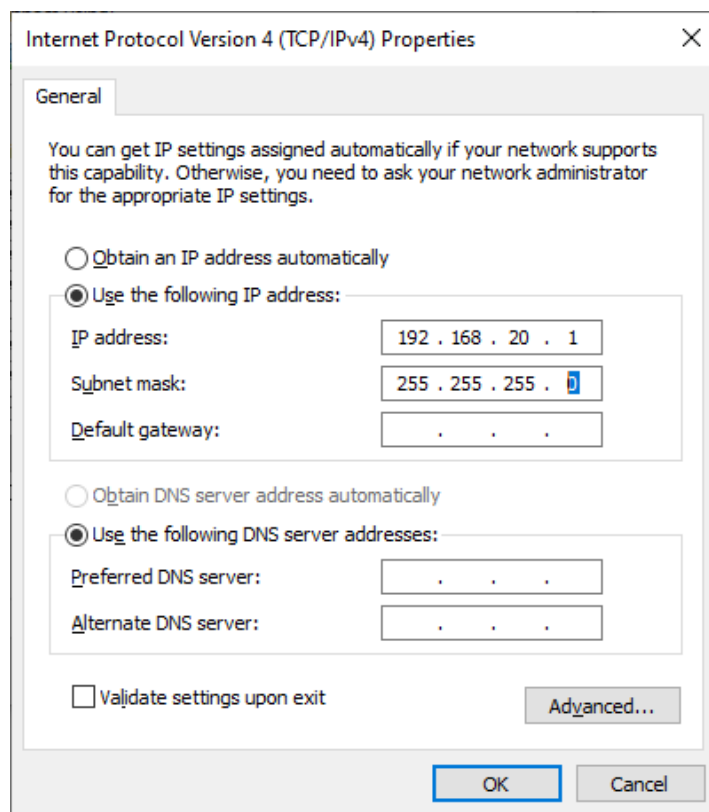 Internet Protocol Version 4 (TCP/IPv4) Properties
General
You can get IP settings assigned automatically if your network supports
this capability. Otherwise, you need to ask your network administrator
for the appropriate IP settings.
Obtain an IP address automatically
Use the following IP address:
IP address: 192 . 168 . 20 . 1
Subnet mask: 255 . 255 . 255 . 0
Default gateway: . . .
Obtain DNS server address automatically
Use the following DNS server addresses:
Preferred DNS server: . . .
Alternate DNS server: . . .
Validate settings upon exit
Advanced...
OK Cancel